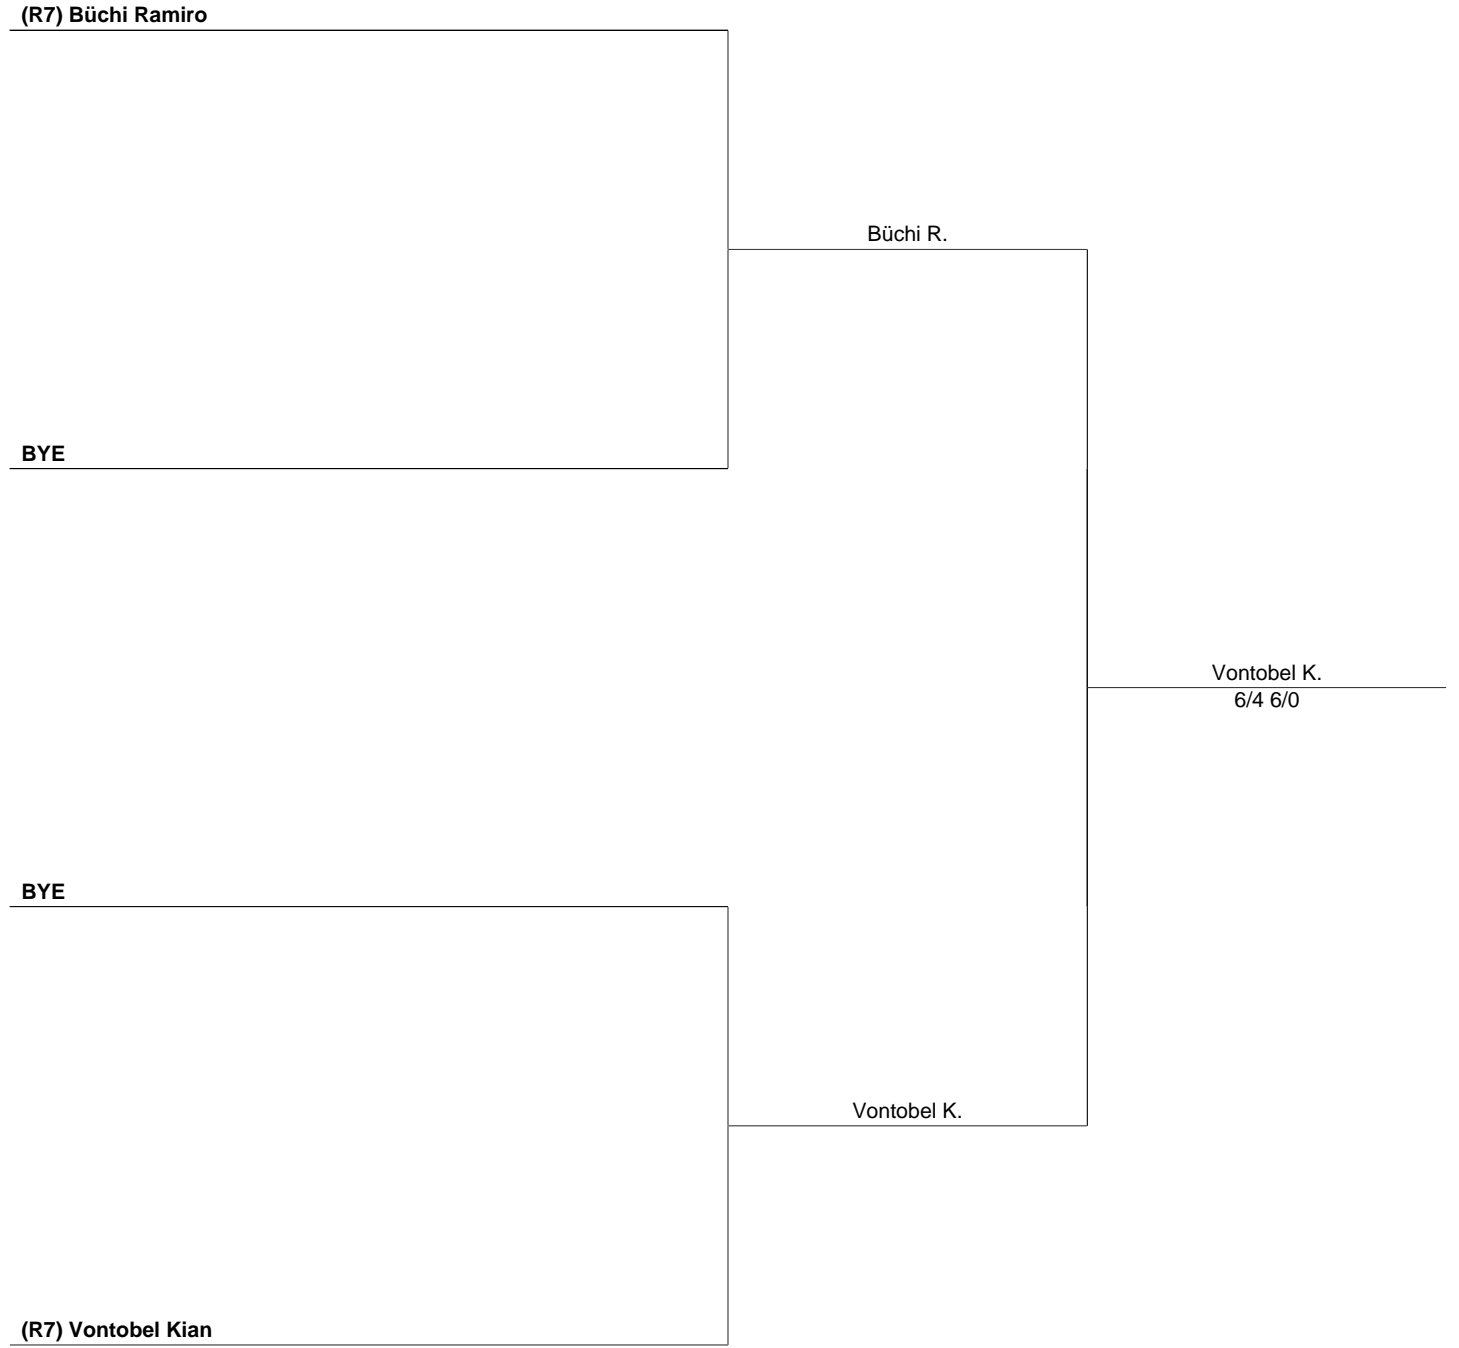 (R7) Büchi Ramiro
Büchi R.
BYE
Vontobel K.
6/4 6/0
BYE
Vontobel K.
(R7) Vontobel Kian